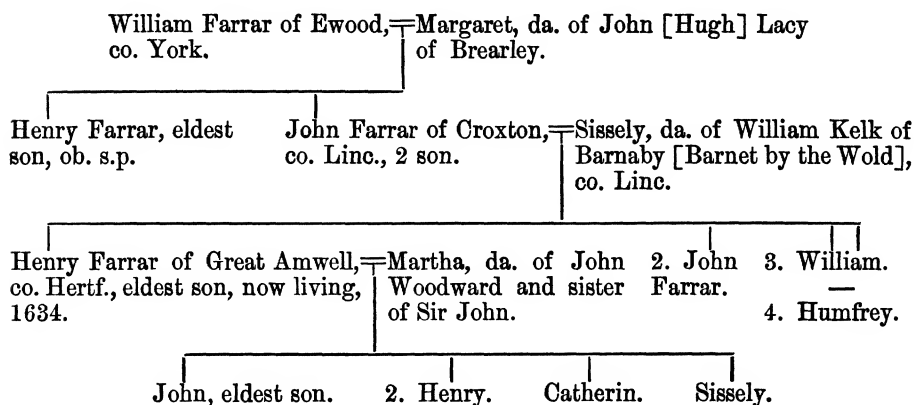 William Farrar of Ewood,
co. York.
Margaret, da. of John [Hugh] Lacy
of Brearley.
Henry Farrar, eldest
son, ob. s.p.
John Farrar of Croxton,
co. Linc., 2 son.
Sissely, da. of William Kelk of
Barnaby [Barnet by the Wold],
co. Linc.
Henry Farrar of Great Amwell,
co. Hertf., eldest son, now living,
1634.
Martha, da. of John
Woodward and sister
of Sir John.
2. John
Farrar.
3. William.
—
4. Humfrey.
John, eldest son.
2. Henry.
Catherin.
Sissely.